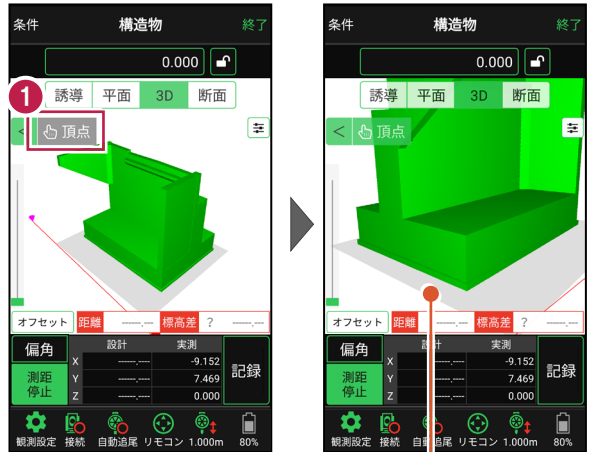 条件 構造物 終了
0.000
誘導 平面 3D 断面
1
< 頂点
オフセット 距離 -----.--- 標高差 ? -----.---
偏角 設計 実測
X -----.---- -9.152
測距停止 Y -----.---- 7.469 記録
Z -----.---- 0.000
観測設定 接続 自動追尾 リモコン 1.000m 80%
条件 構造物 終了
0.000
誘導 平面 3D 断面
< 頂点
オフセット 距離 -----.--- 標高差 ? -----.---
偏角 設計 実測
X -----.---- -9.152
測距停止 Y -----.---- 7.469 記録
Z -----.---- 0.000
観測設定 接続 自動追尾 リモコン 1.000m 80%